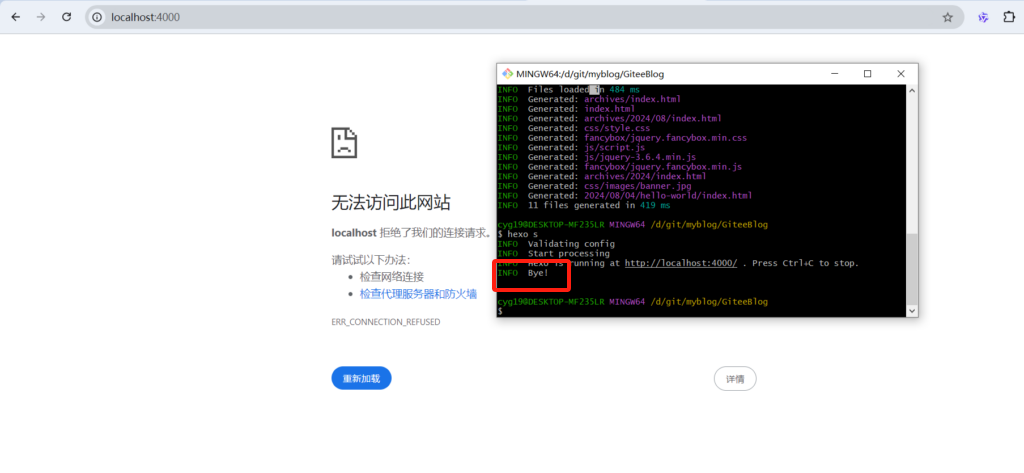 localhost:4000
无法访问此网站
localhost 拒绝了我们的连接请求。
请试试以下办法：
检查网络连接
检查代理服务器和防火墙
ERR_CONNECTION_REFUSED
重新加载
详情
MINGW64:/d/git/myblog/GiteeBlog
INFO Files loaded in 484 ms
INFO Generated: archives/index.html
INFO Generated: index.html
INFO Generated: archives/2024/08/index.html
INFO Generated: css/style.css
INFO Generated: fancybox/jquery.fancybox.min.css
INFO Generated: js/script.js
INFO Generated: js/jquery-3.6.4.min.js
INFO Generated: fancybox/jquery.fancybox.min.js
INFO Generated: archives/2024/index.html
INFO Generated: css/images/banner.jpg
INFO Generated: 2024/08/04/hello-world/index.html
INFO 11 files generated in 419 ms
cyg19@DESKTOP-MF235LR MINGW64 /d/git/myblog/GiteeBlog
$ hexo s
INFO Validating config
INFO Start processing
INFO Hexo is running at http://localhost:4000/ . Press Ctrl+C to stop.
INFO Bye!
cyg19@DESKTOP-MF235LR MINGW64 /d/git/myblog/GiteeBlog
$